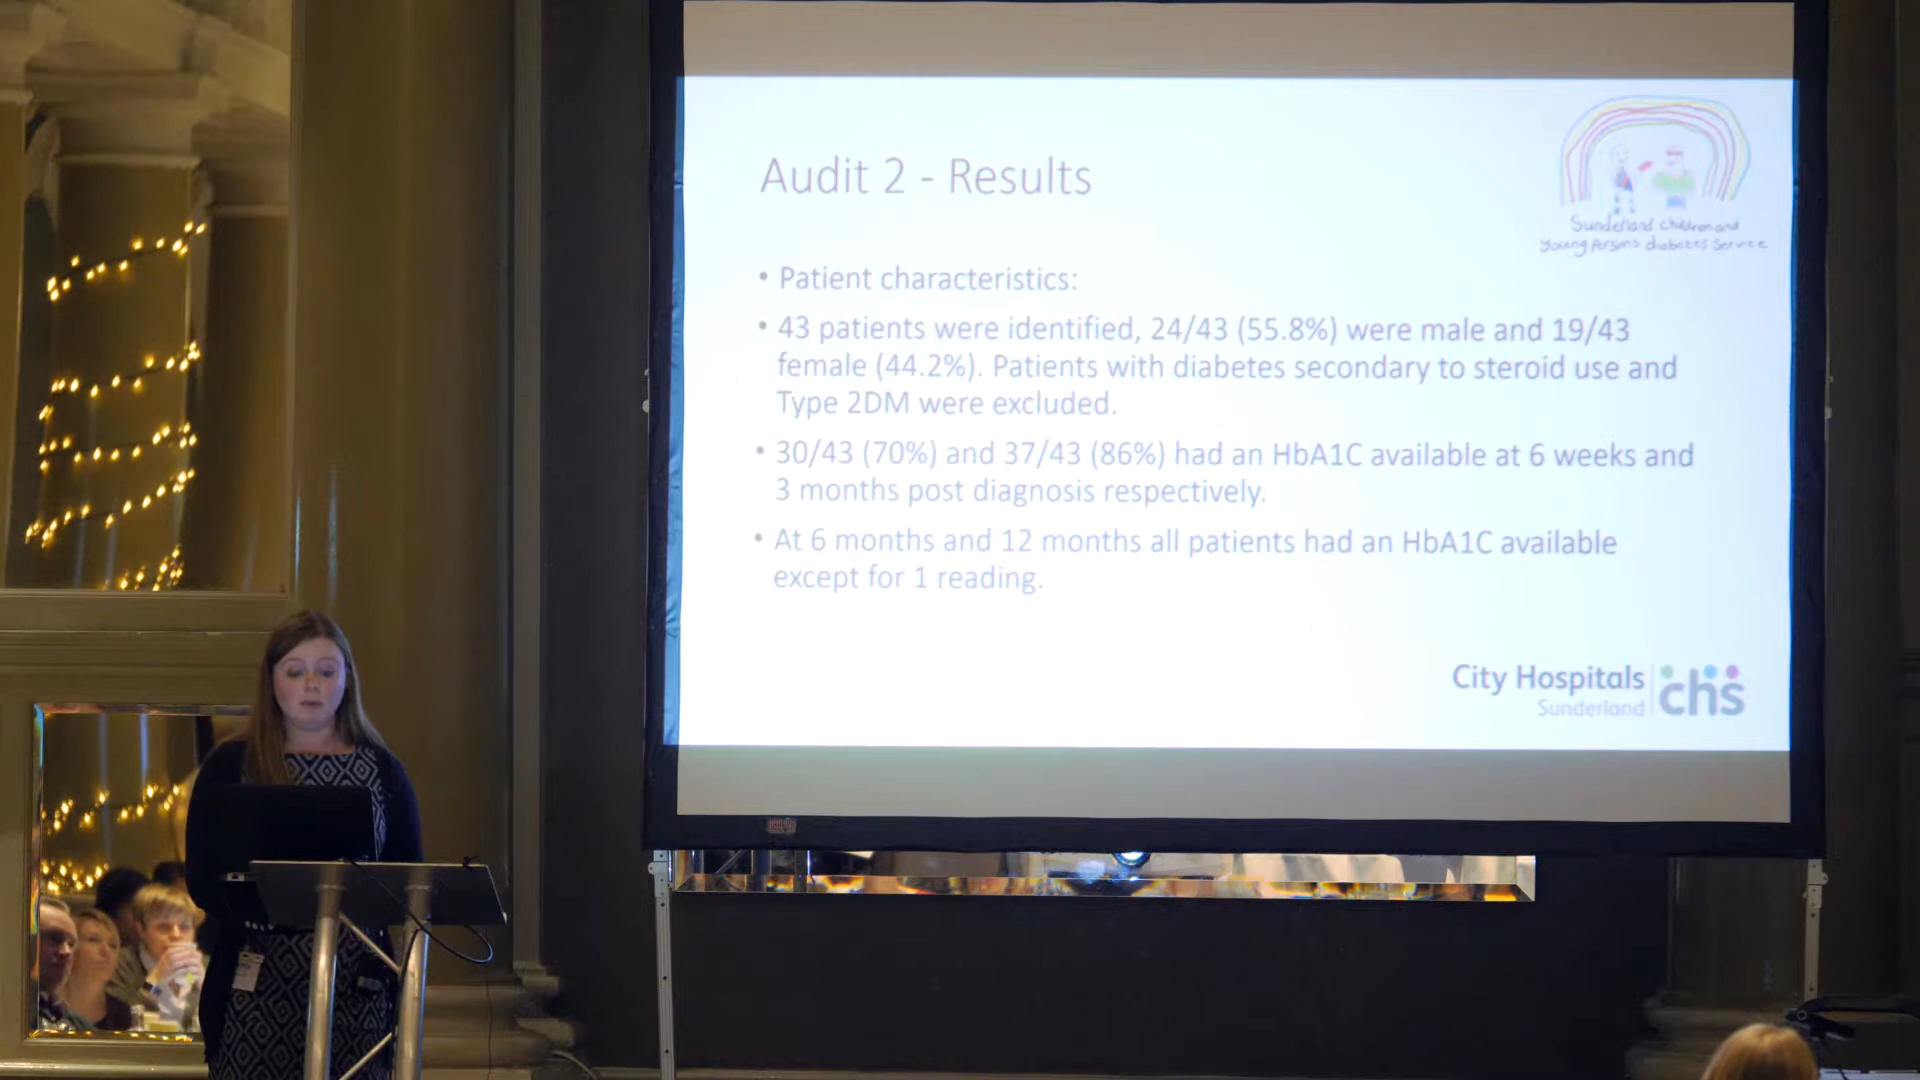 Audit 2 - Results
Sunderland Children and
Young Persons diabetes Service
• Patient characteristics:
• 43 patients were identified, 24/43 (55.8%) were male and 19/43
female (44.2%). Patients with diabetes secondary to steroid use and
Type 2DM were excluded.
• 30/43 (70%) and 37/43 (86%) had an HbA1C available at 6 weeks and
3 months post diagnosis respectively.
• At 6 months and 12 months all patients had an HbA1C available
except for 1 reading.
City Hospitals
Sunderland
chs